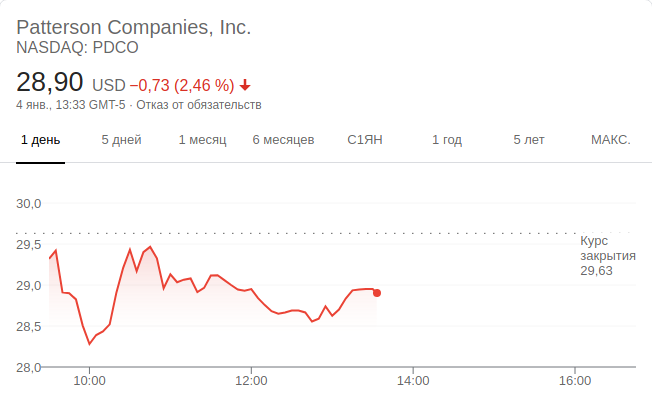 Patterson Companies, Inc.
NASDAQ: PDCO
28,90 USD −0,73 (2,46 %)
4 янв., 13:33 GMT-5 · Отказ от обязательств
1 день 5 дней 1 месяц 6 месяцев С1ЯН 1 год 5 лет МАКС.
30,0
29,5
29,0
28,5
28,0
Курс
закрытия
29,63
10:00 12:00 14:00 16:00